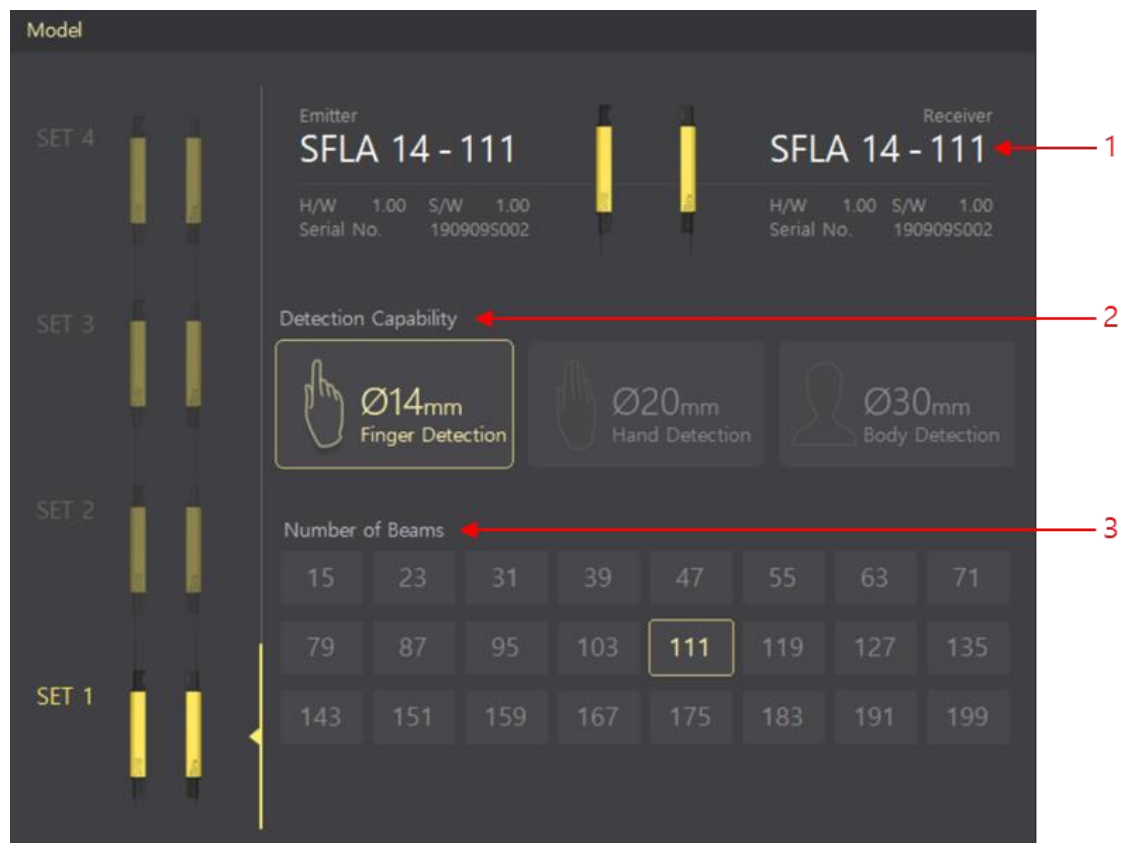 Model
SET 4
SET 3
SET 2
SET 1
Emitter
SFLA 14 - 111
H/W 1.00 S/W 1.00
Serial No. 190909S002
Receiver
SFLA 14 - 111
H/W 1.00 S/W 1.00
Serial No. 190909S002
1
Detection Capability
2
Ø14mm
Finger Detection
Ø20mm
Hand Detection
Ø30mm
Body Detection
Number of Beams
3
15 23 31 39 47 55 63 71
79 87 95 103 111 119 127 135
143 151 159 167 175 183 191 199